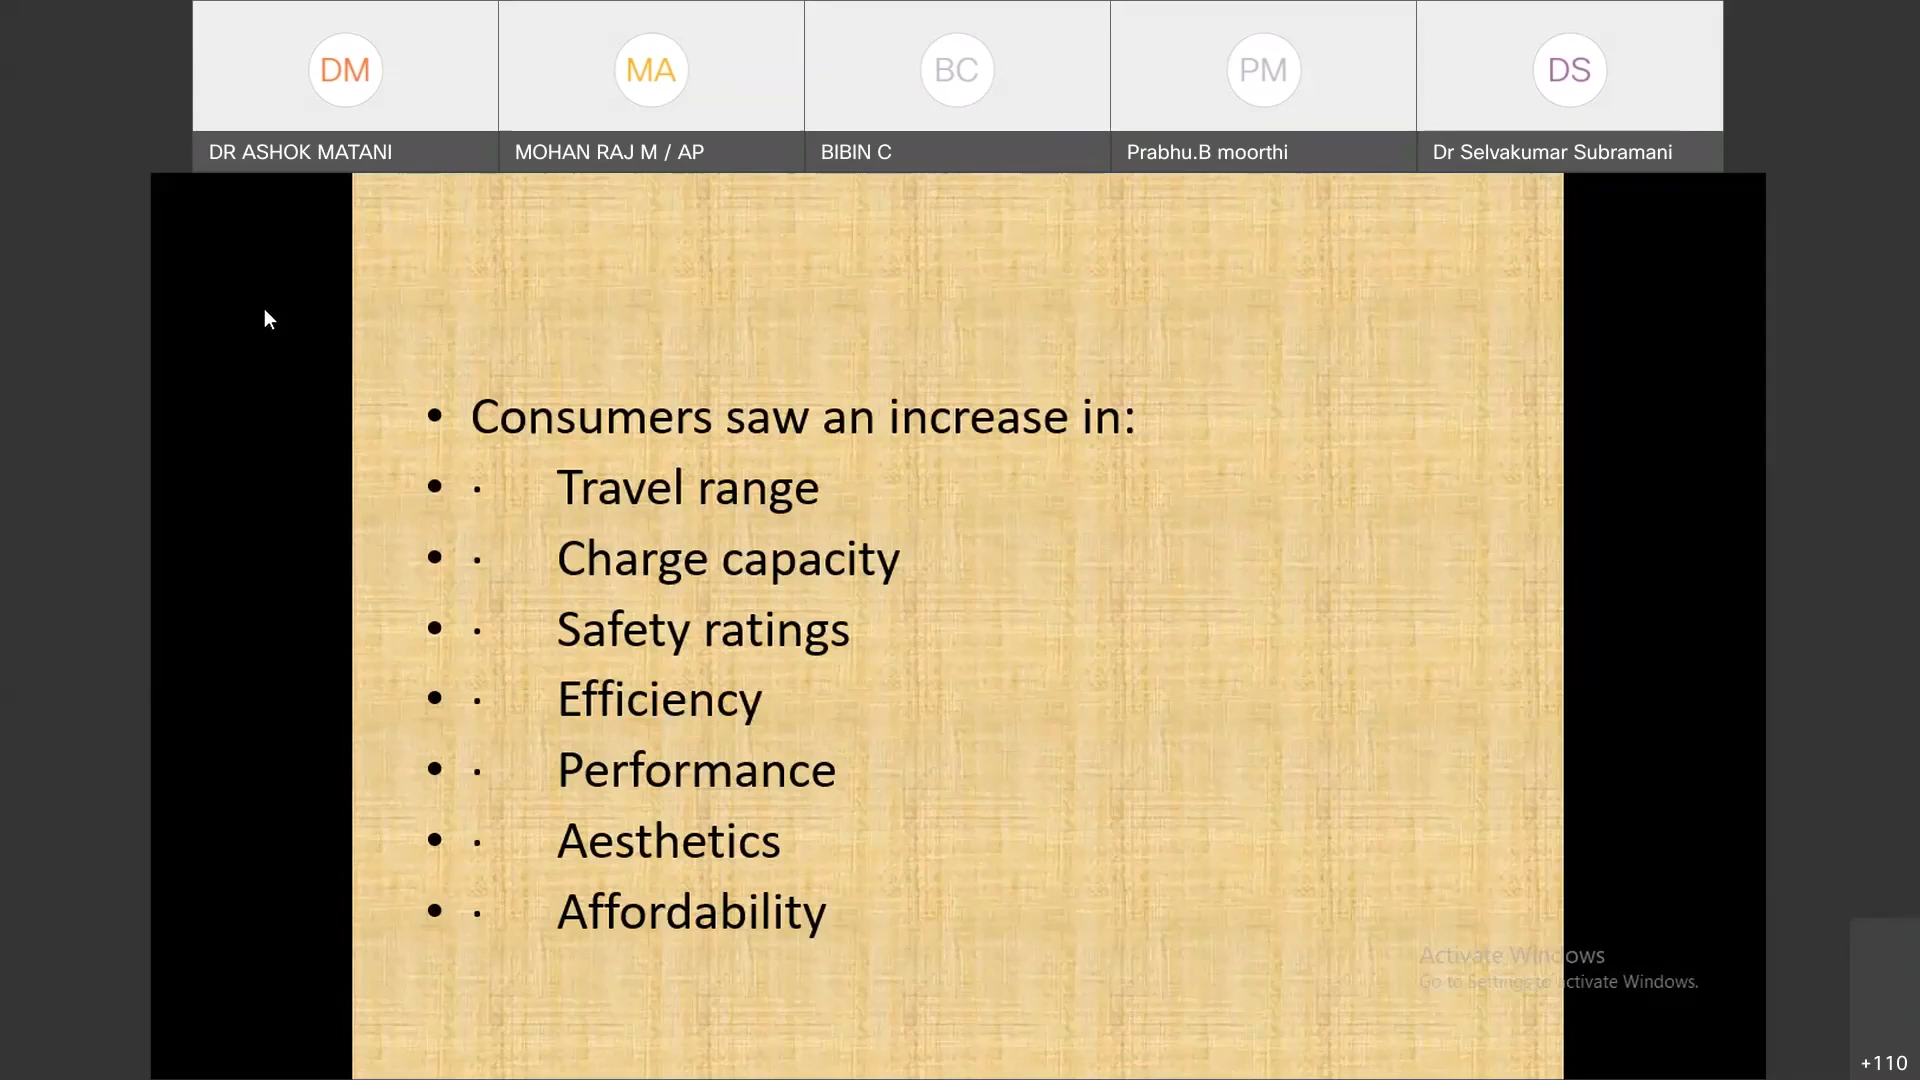 DM
MA
BC
PM
DS
DR ASHOK MATANI
MOHAN RAJ M / AP
BIBIN C
Prabhu.B moorthi
Dr Selvakumar Subramani
• Consumers saw an increase in:
• · Travel range
• · Charge capacity
• · Safety ratings
• · Efficiency
• · Performance
• · Aesthetics
• · Affordability
Activate Windows
Go to Settings to activate Windows.
+110